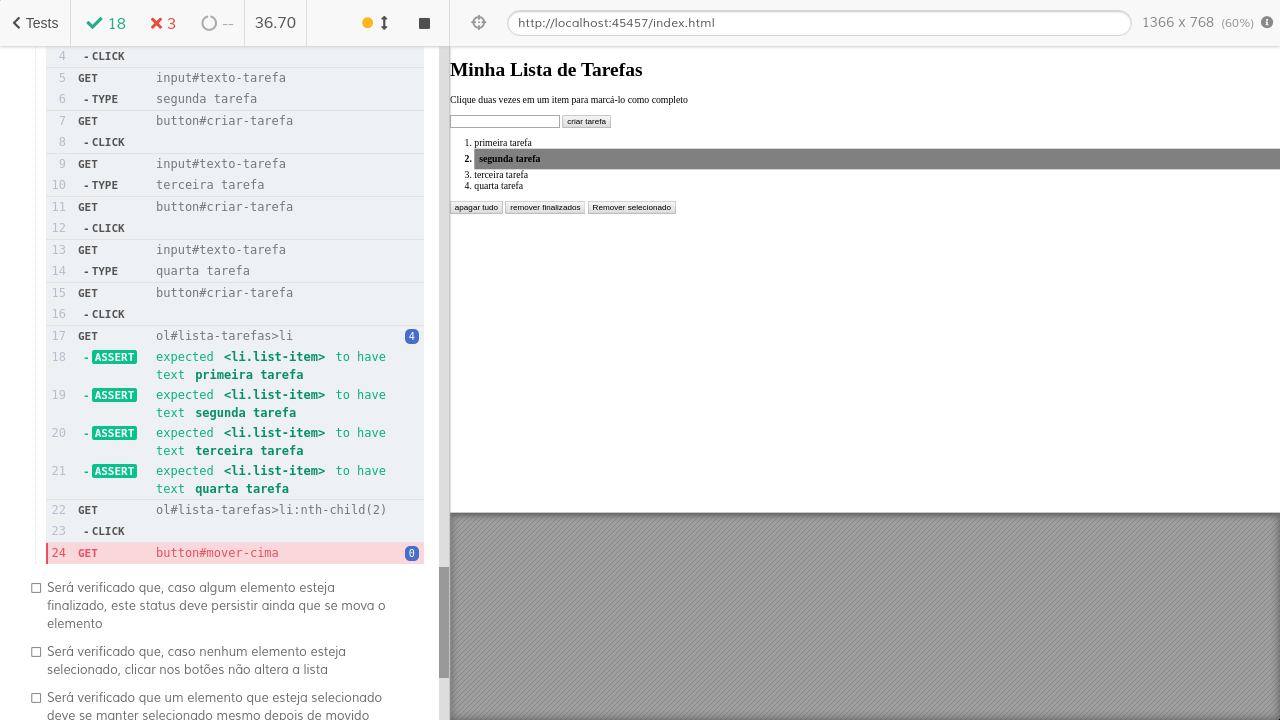 Tests 18 3 -- 36.70 http://localhost:45457/index.html 1366 x 768 (60%)
4 - CLICK
5 GET input#texto-tarefa
6 - TYPE segunda tarefa
7 GET button#criar-tarefa
8 - CLICK
9 GET input#texto-tarefa
10 - TYPE terceira tarefa
11 GET button#criar-tarefa
12 - CLICK
13 GET input#texto-tarefa
14 - TYPE quarta tarefa
15 GET button#criar-tarefa
16 - CLICK
17 GET ol#lista-tarefas>li 4
18 - ASSERT expected <li.list-item> to have
text primeira tarefa
19 - ASSERT expected <li.list-item> to have
text segunda tarefa
20 - ASSERT expected <li.list-item> to have
text terceira tarefa
21 - ASSERT expected <li.list-item> to have
text quarta tarefa
22 GET ol#lista-tarefas>li:nth-child(2)
23 - CLICK
24 GET button#mover-cima 0
Será verificado que, caso algum elemento esteja
finalizado, este status deve persistir ainda que se mova o
elemento
Será verificado que, caso nenhum elemento esteja
selecionado, clicar nos botões não altera a lista
Será verificado que um elemento que esteja selecionado
deve se manter selecionado mesmo depois de movido
Minha Lista de Tarefas
Clique duas vezes em um item para marcá-lo como completo
criar tarefa
1. primeira tarefa
2. segunda tarefa
3. terceira tarefa
4. quarta tarefa
apagar tudo remover finalizados Remover selecionado